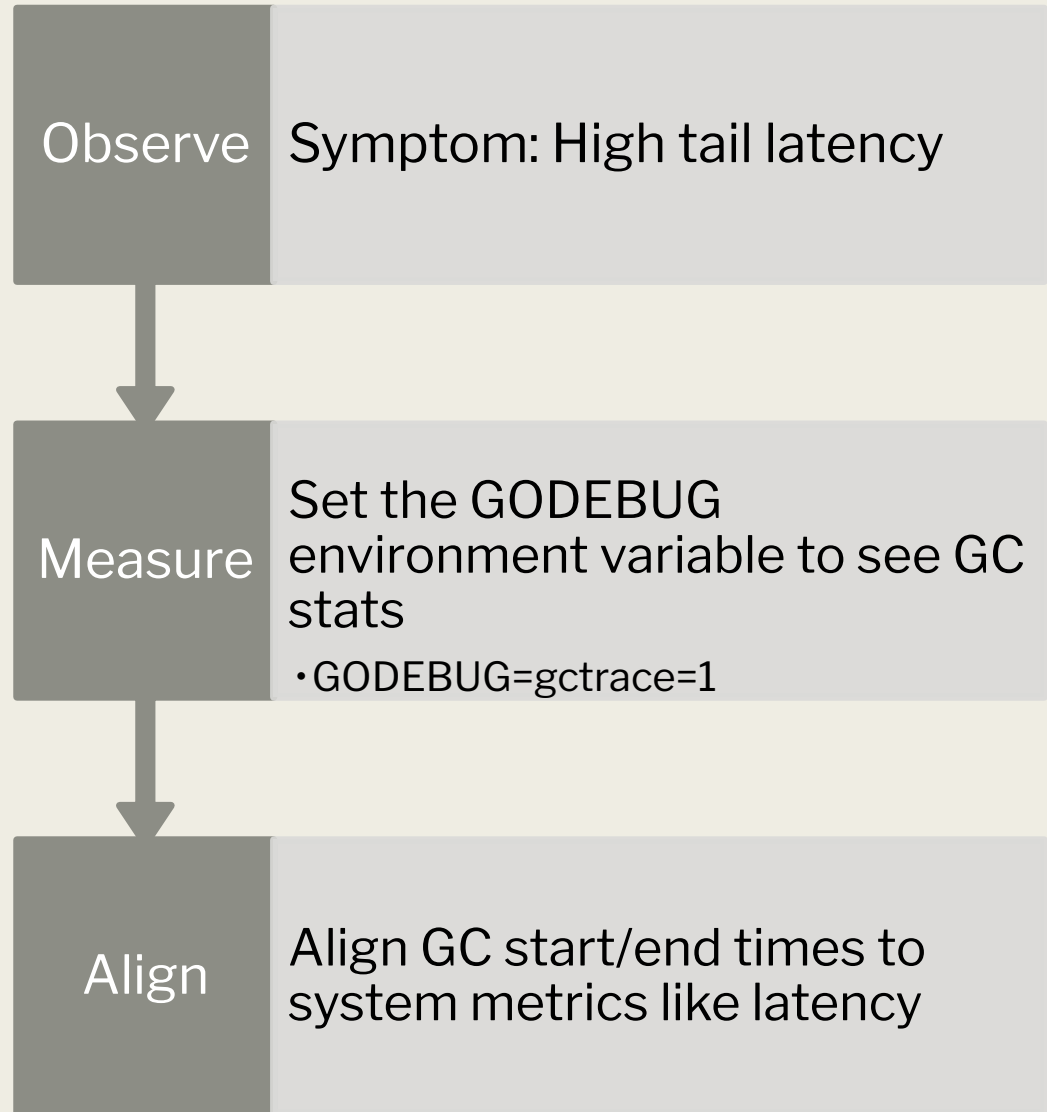 Observe
Symptom: High tail latency
Measure
Set the GODEBUG
environment variable to see GC
stats
•GODEBUG=gctrace=1
Align
Align GC start/end times to
system metrics like latency